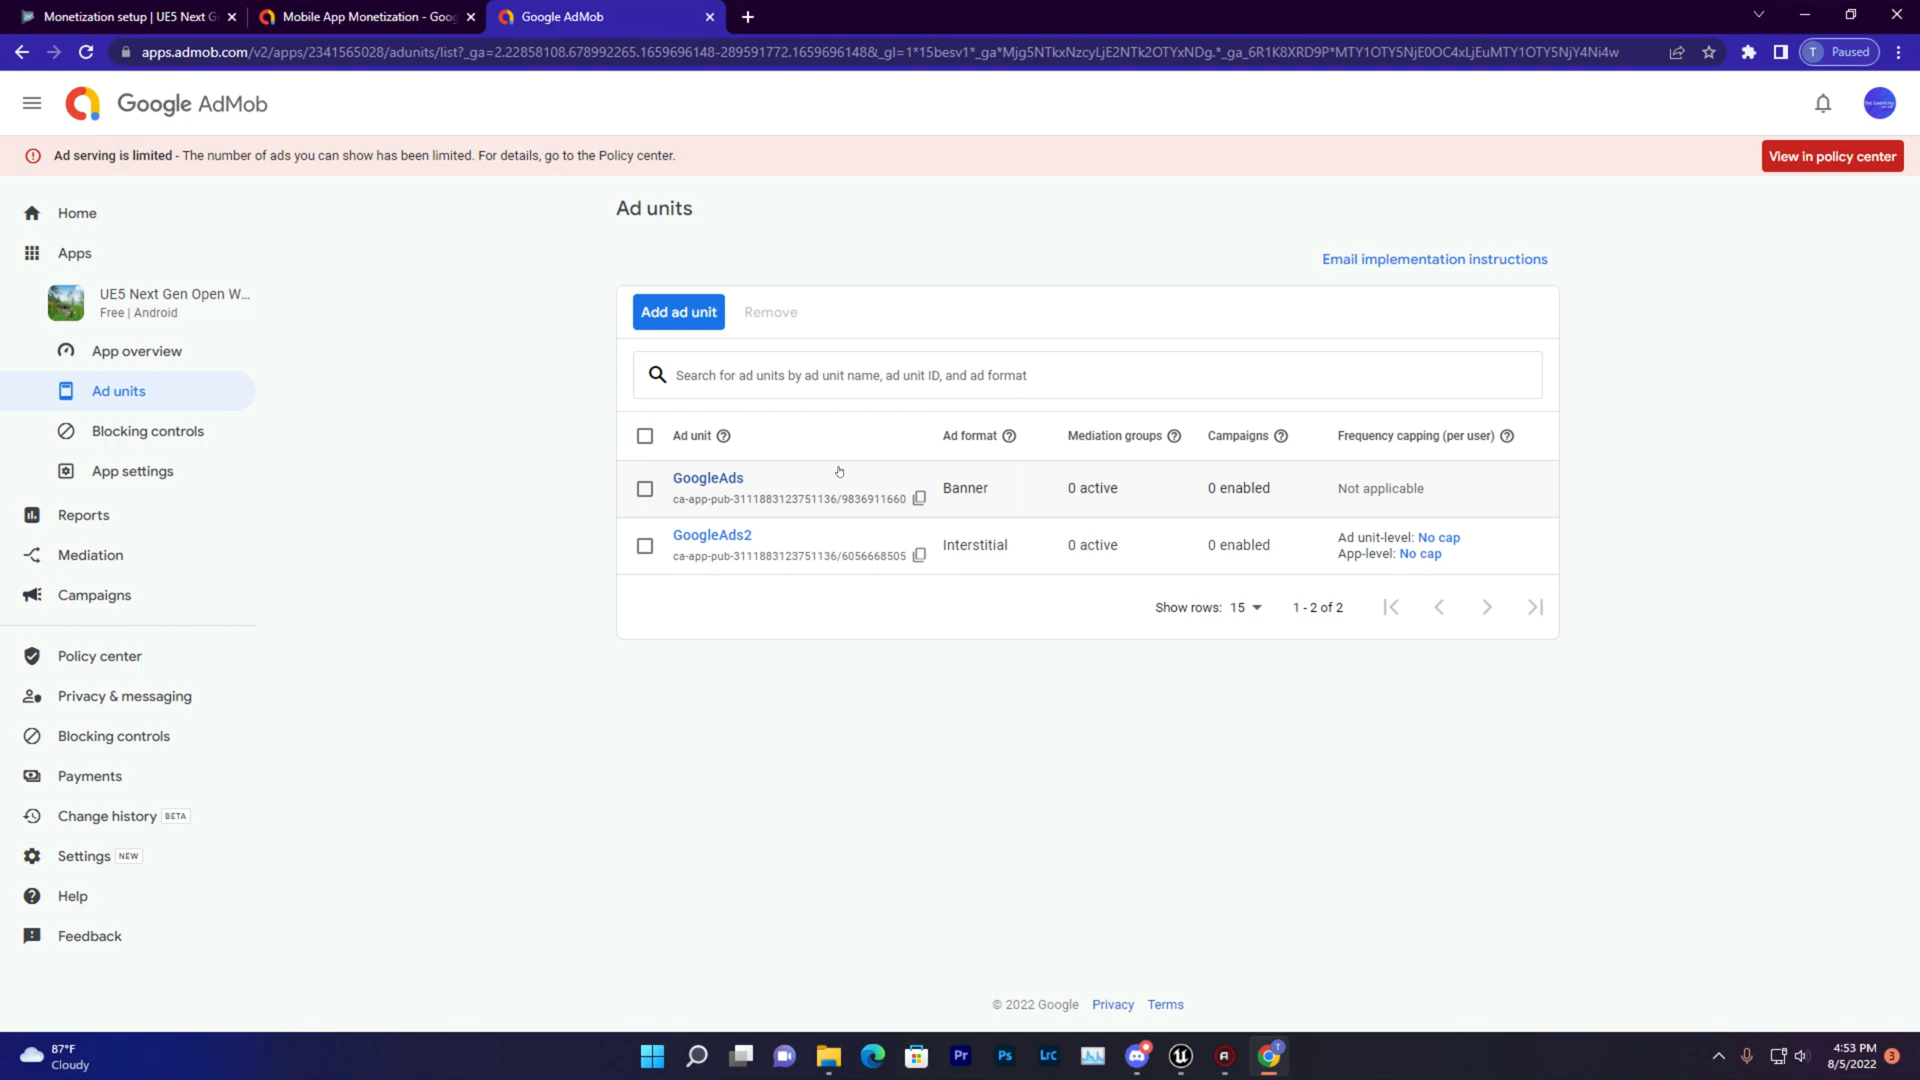 Monetization setup | UE5 Next G
Mobile App Monetization - Goog
Google AdMob
apps.admob.com/v2/apps/2341565028/adunits/list?_ga=2.22858108.678992265.1659696148-289591772.1659696148&_gl=1*15besv1*_ga*Mjg5NTkxNzcyLjE2NTk2OTYxNDg.*_ga_6R1K8XRD9P*MTY1OTY5NjE0OC4xLjEuMTY1OTY5NjY4Ni4w
T Paused
Google AdMob
Ad serving is limited - The number of ads you can show has been limited. For details, go to the Policy center.
View in policy center
Home
Apps
UE5 Next Gen Open W...
Free | Android
App overview
Ad units
Blocking controls
App settings
Reports
Mediation
Campaigns
Policy center
Privacy & messaging
Blocking controls
Payments
Change history BETA
Settings NEW
Help
Feedback
Ad units
Email implementation instructions
Add ad unit Remove
Search for ad units by ad unit name, ad unit ID, and ad format
Ad unit Ad format Mediation groups Campaigns Frequency capping (per user)
GoogleAds
ca-app-pub-3111883123751136/9836911660
Banner 0 active 0 enabled Not applicable
GoogleAds2
ca-app-pub-3111883123751136/6056668505
Interstitial 0 active 0 enabled
Ad unit-level: No cap
App-level: No cap
Show rows: 15 1 - 2 of 2
© 2022 Google Privacy Terms
87°F
Cloudy
Pr Ps Lrc
T
4:53 PM
8/5/2022
3